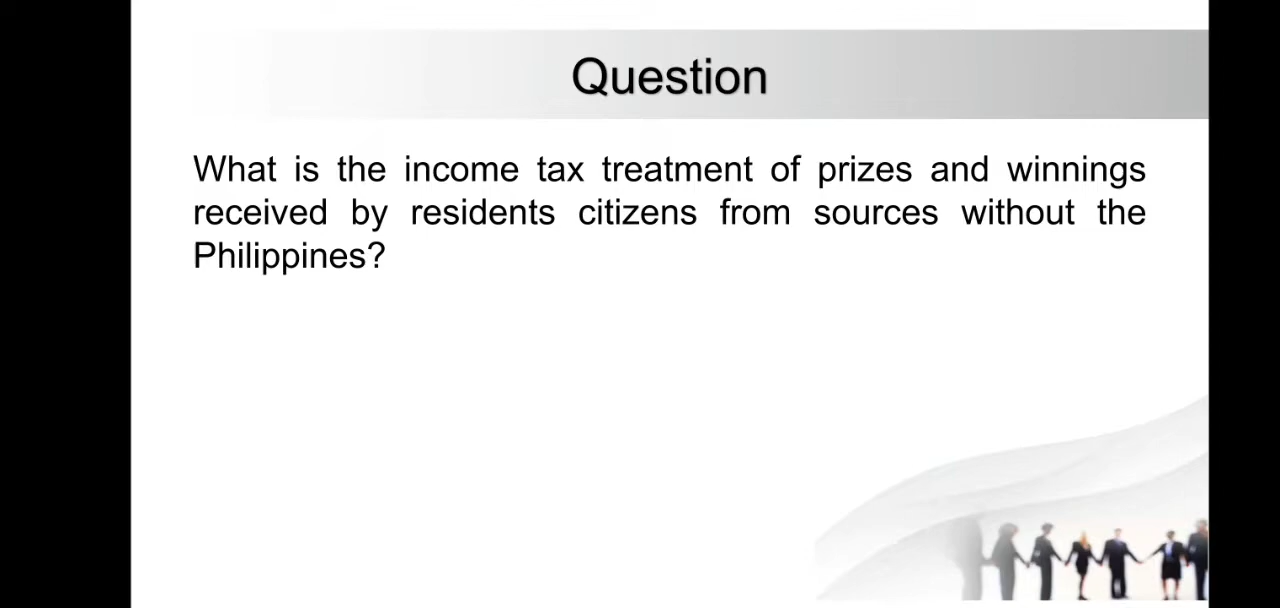 Question
What is the income tax treatment of prizes and winnings
received by residents citizens from sources without the
Philippines?